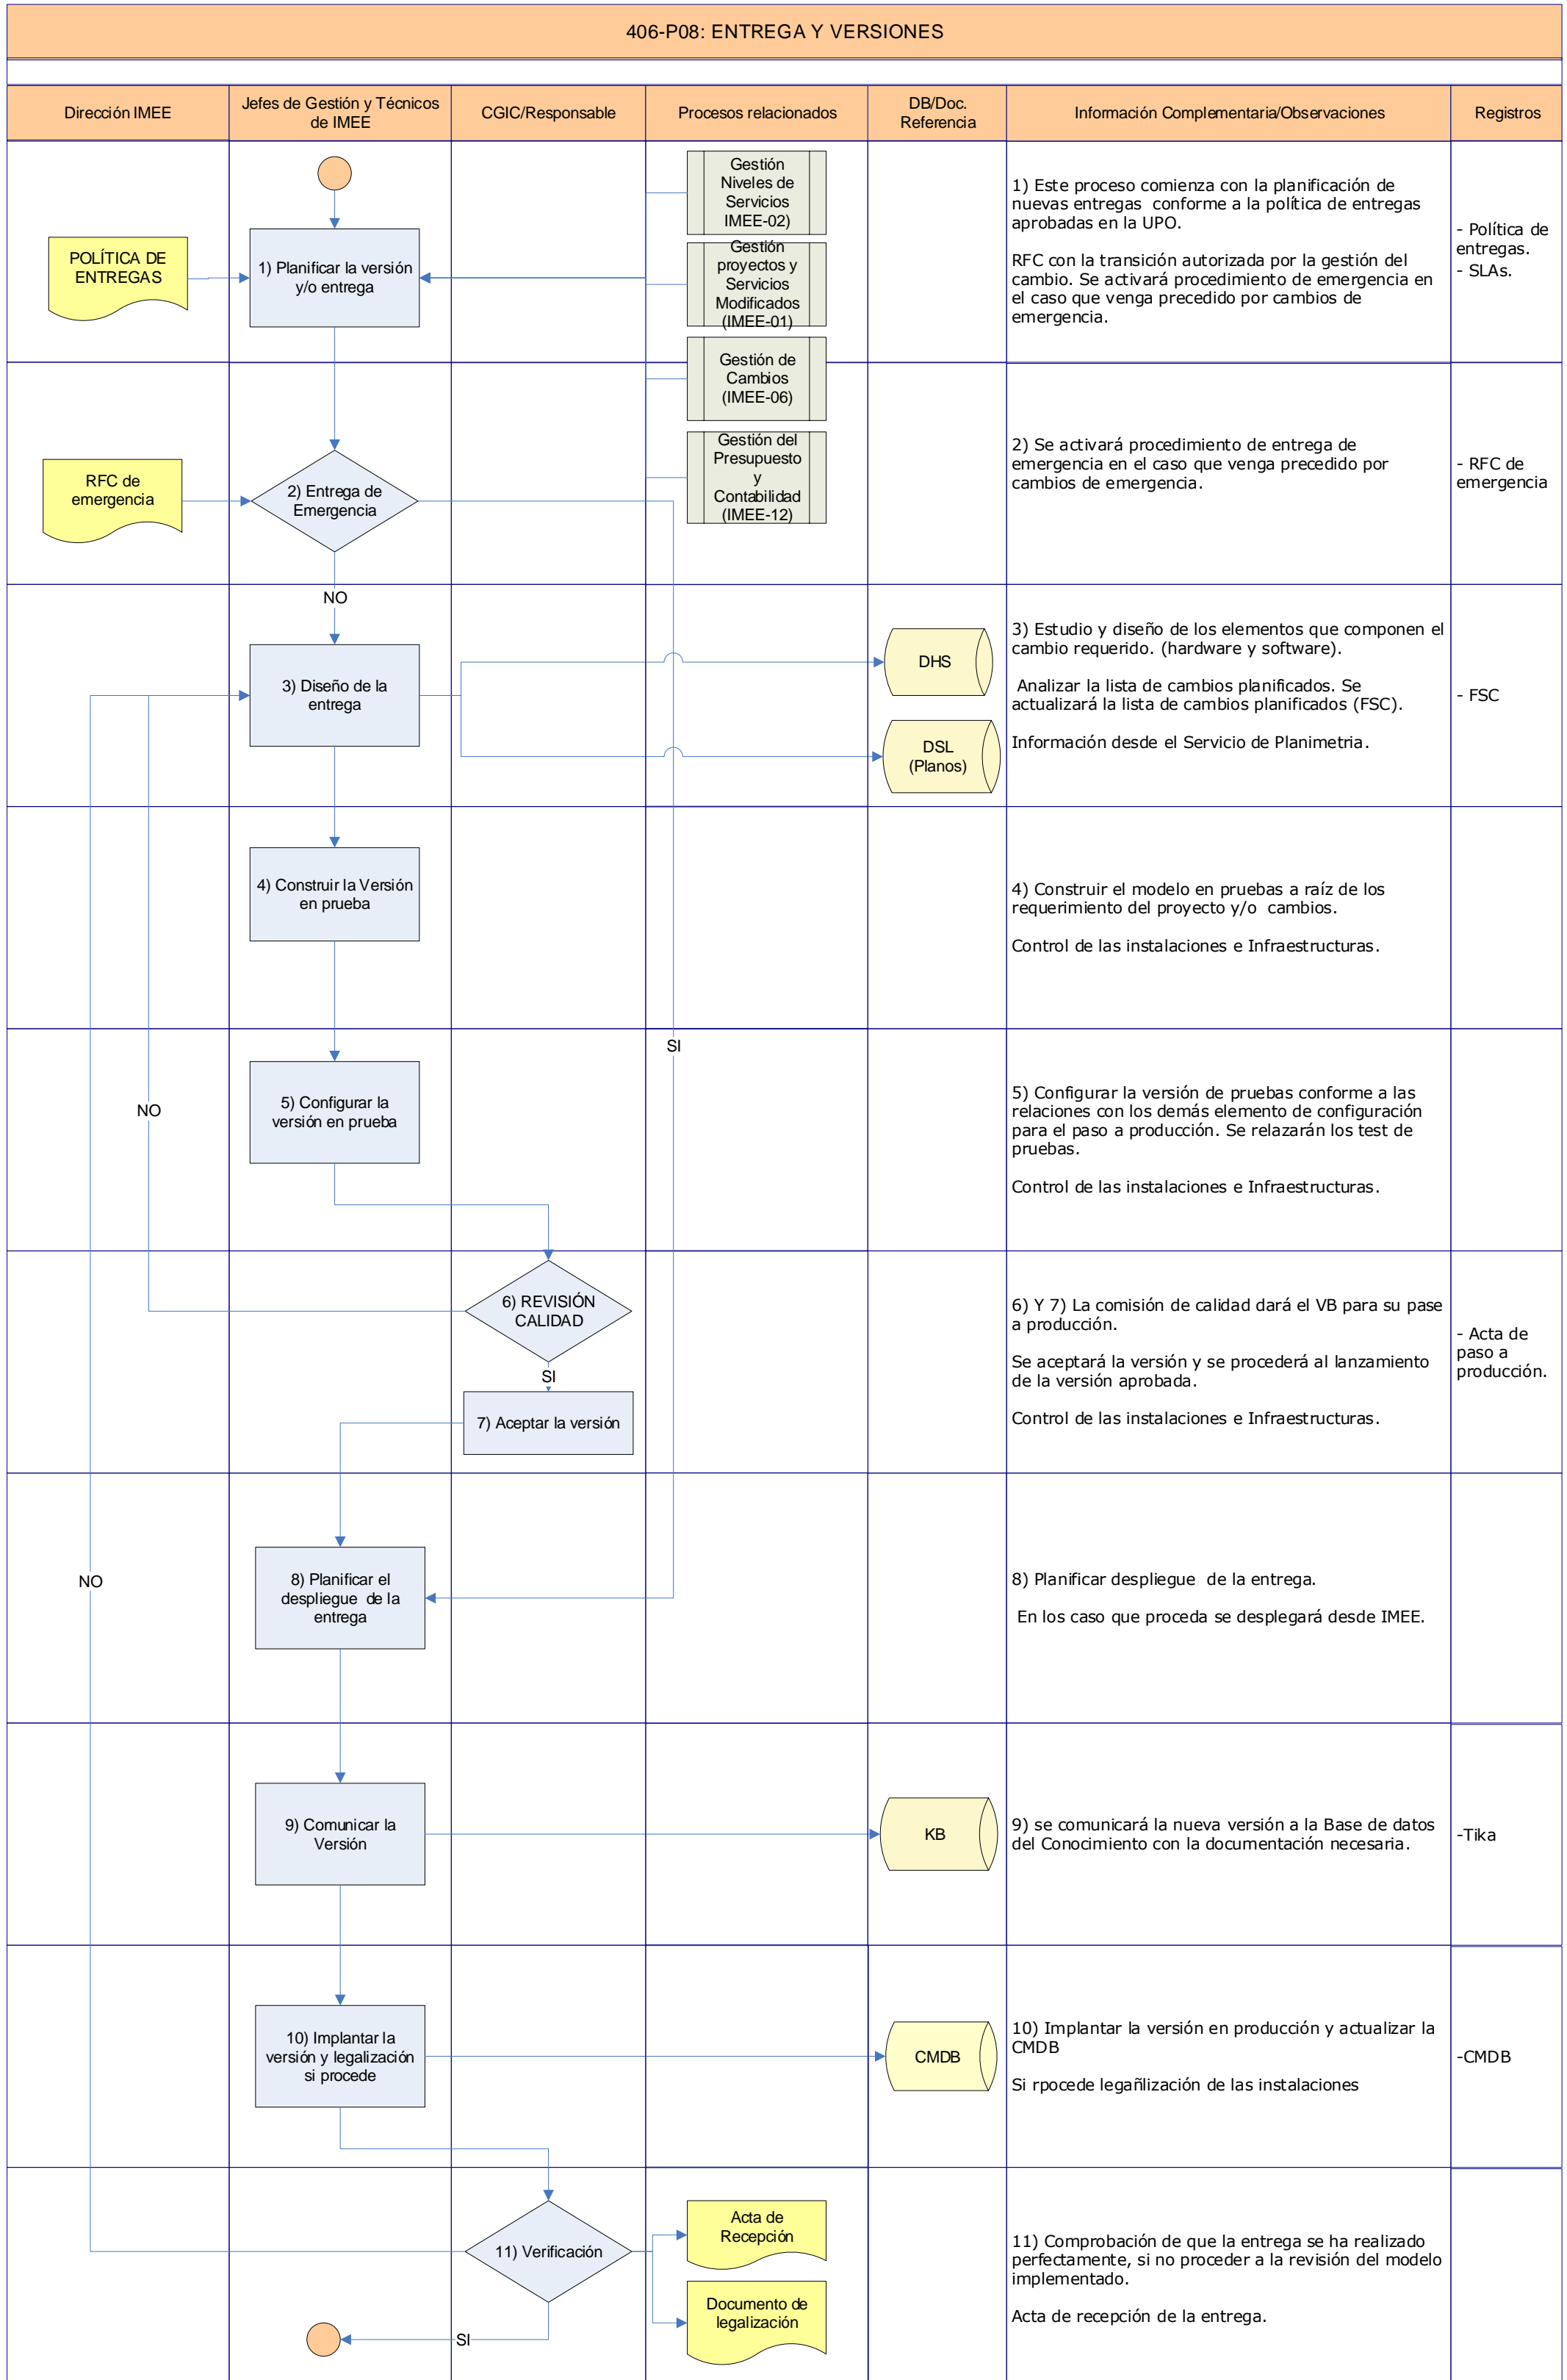 406-P08: ENTREGA Y VERSIONES
Dirección IMEE
Jefes de Gestión y Técnicos
de IMEE
CGIC/Responsable
Procesos relacionados
DB/Doc.
Referencia
Información Complementaria/Observaciones
Registros
POLÍTICA DE
ENTREGAS
1) Planificar la versión
y/o entrega
Gestión
Niveles de
Servicios
IMEE-02)
Gestión
proyectos y
Servicios
Modificados
(IMEE-01)
Gestión de
Cambios
(IMEE-06)
Gestión del
Presupuesto
y
Contabilidad
(IMEE-12)
1) Este proceso comienza con la planificación de
nuevas entregas conforme a la política de entregas
aprobadas en la UPO.
RFC con la transición autorizada por la gestión del
cambio. Se activará procedimiento de emergencia en
el caso que venga precedido por cambios de
emergencia.
- Política de
entregas.
- SLAs.
RFC de
emergencia
2) Entrega de
Emergencia
2) Se activará procedimiento de entrega de
emergencia en el caso que venga precedido por
cambios de emergencia.
- RFC de
emergencia
NO
3) Diseño de la
entrega
DHS
DSL
(Planos)
3) Estudio y diseño de los elementos que componen el
cambio requerido. (hardware y software).
Analizar la lista de cambios planificados. Se
actualizará la lista de cambios planificados (FSC).
Información desde el Servicio de Planimetria.
- FSC
4) Construir la Versión
en prueba
4) Construir el modelo en pruebas a raíz de los
requerimiento del proyecto y/o cambios.
Control de las instalaciones e Infraestructuras.
SI
NO
5) Configurar la
versión en prueba
5) Configurar la versión de pruebas conforme a las
relaciones con los demás elemento de configuración
para el paso a producción. Se relazarán los test de
pruebas.
Control de las instalaciones e Infraestructuras.
6) REVISIÓN
CALIDAD
SI
7) Aceptar la versión
6) Y 7) La comisión de calidad dará el VB para su pase
a producción.
Se aceptará la versión y se procederá al lanzamiento
de la versión aprobada.
Control de las instalaciones e Infraestructuras.
- Acta de
paso a
producción.
NO
8) Planificar el
despliegue de la
entrega
8) Planificar despliegue de la entrega.
En los caso que proceda se desplegará desde IMEE.
9) Comunicar la
Versión
KB
9) se comunicará la nueva versión a la Base de datos
del Conocimiento con la documentación necesaria.
-Tika
10) Implantar la
versión y legalización
si procede
CMDB
10) Implantar la versión en producción y actualizar la
CMDB
Si rpocede legañlización de las instalaciones
-CMDB
11) Verificación
Acta de
Recepción
Documento de
legalización
SI
11) Comprobación de que la entrega se ha realizado
perfectamente, si no proceder a la revisión del modelo
implementado.
Acta de recepción de la entrega.